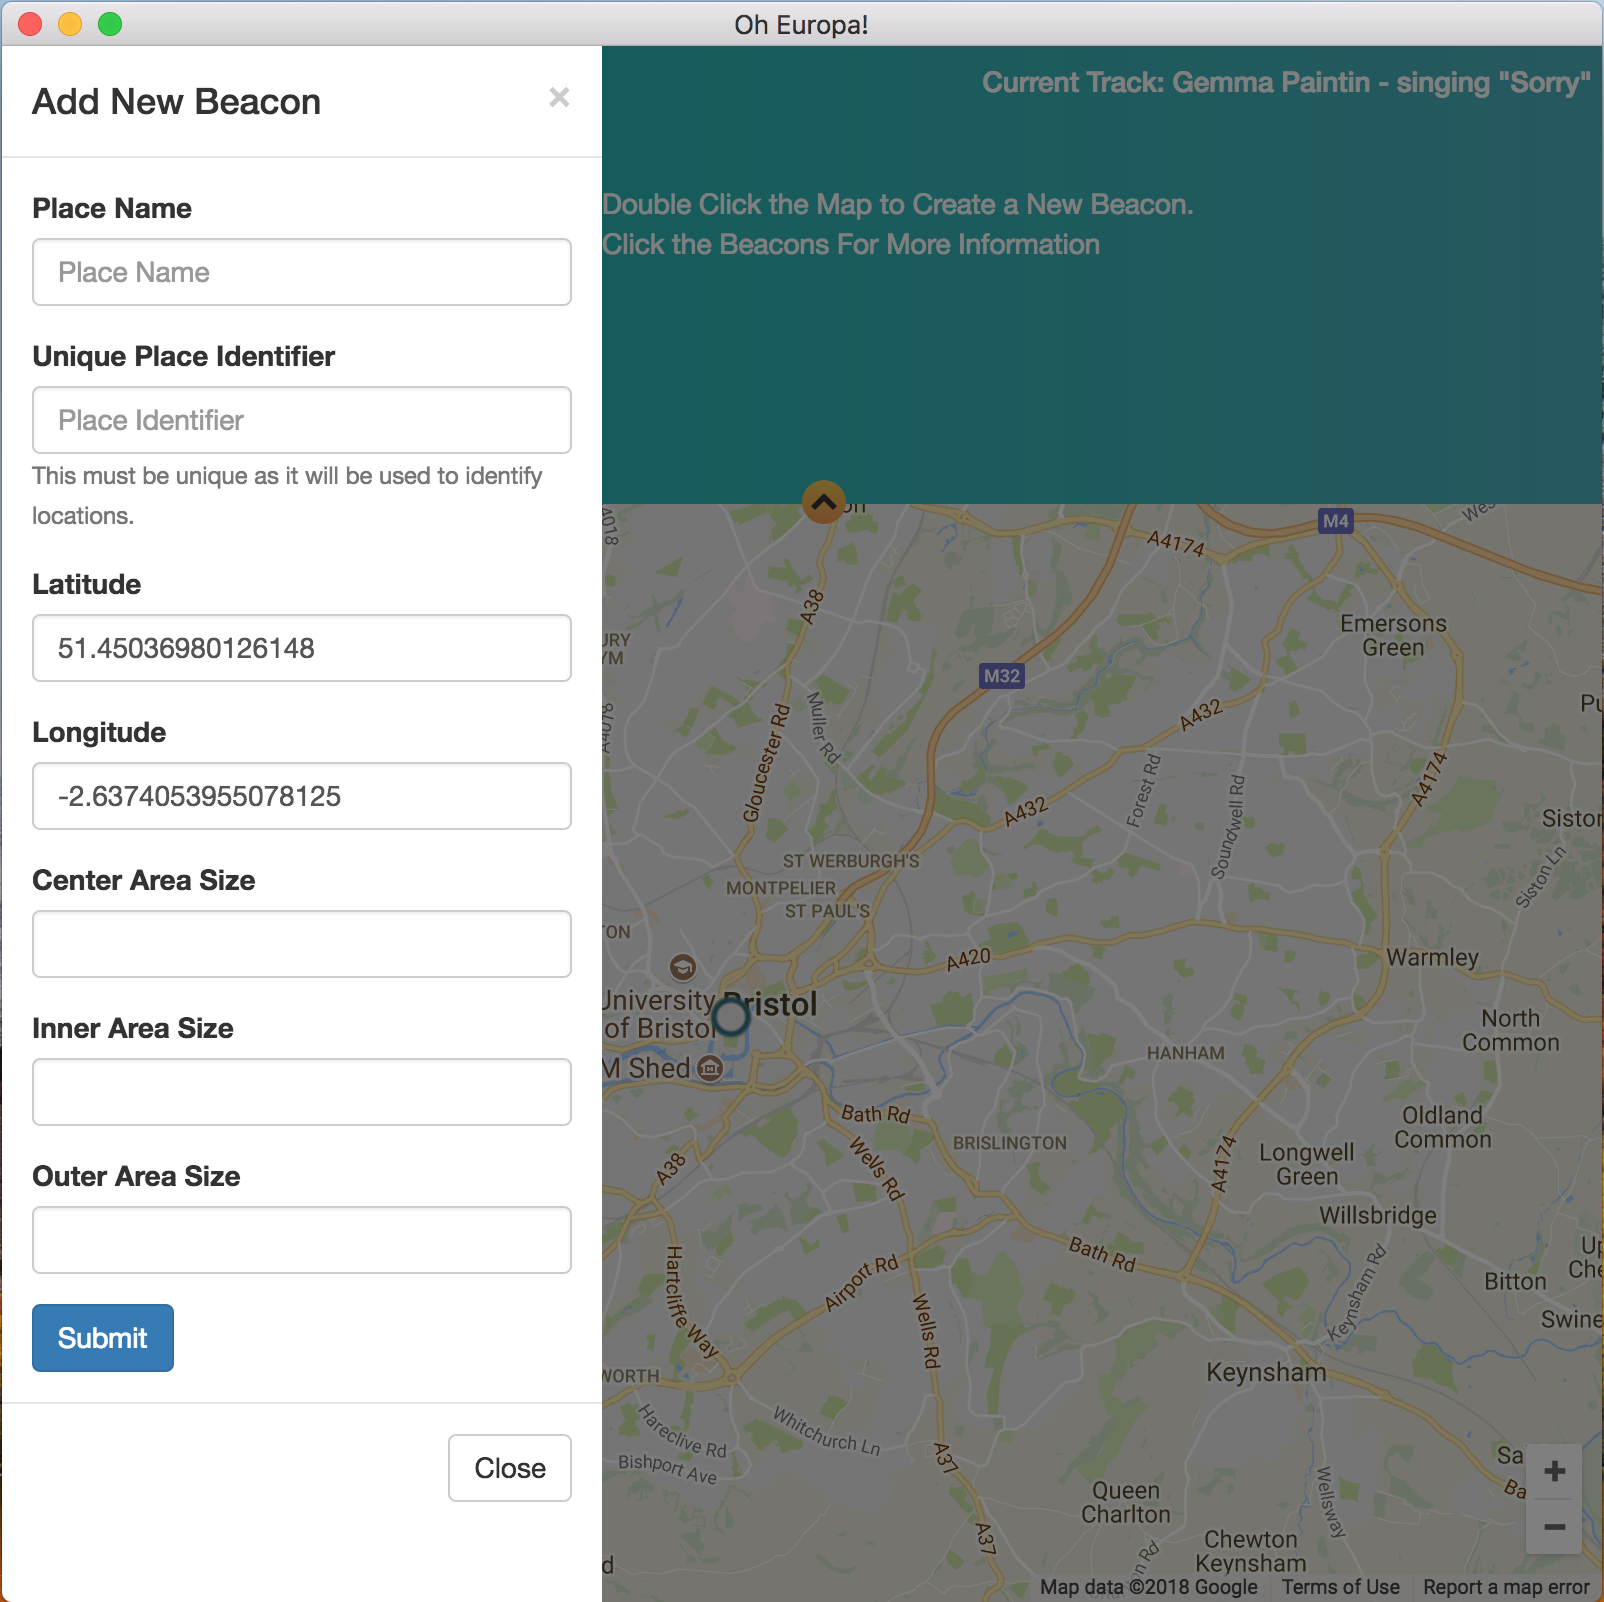 Oh Europa!
Add New Beacon
×
Place Name
Place Name
Unique Place Identifier
Place Identifier
This must be unique as it will be used to identify
locations.
Latitude
51.45036980126148
Longitude
-2.6374053955078125
Center Area Size
Inner Area Size
Outer Area Size
Submit
Close
Current Track: Gemma Paintin - singing "Sorry"
Double Click the Map to Create a New Beacon.
Click the Beacons For More Information
M4
A4174
A38
Emersons
Green
M32
A432
Muller Rd
Gloucester Rd
A4174
Forest Rd
Soundwell Rd
A432
Siston Ln
ST WERBURGH'S
MONTPELIER
ST PAUL'S
A420
Warmley
University
of Bristol
Bristol
North
Common
M Shed
HANHAM
Bath Rd
BRISLINGTON
Oldland
Common
A38
Wells Rd
A4174
Longwell
Green
Willsbridge
Bath Rd
Hartcliffe Way
Airport Rd
Wells Rd
Keynsham Rd
Bitton
Keynsham
Hareclive Rd
Whitchurch Ln
Bishport Ave
A37
Wellsway
Queen
Charlton
A37
Chewton
Keynsham
+
−
Map data ©2018 Google
Terms of Use
Report a map error